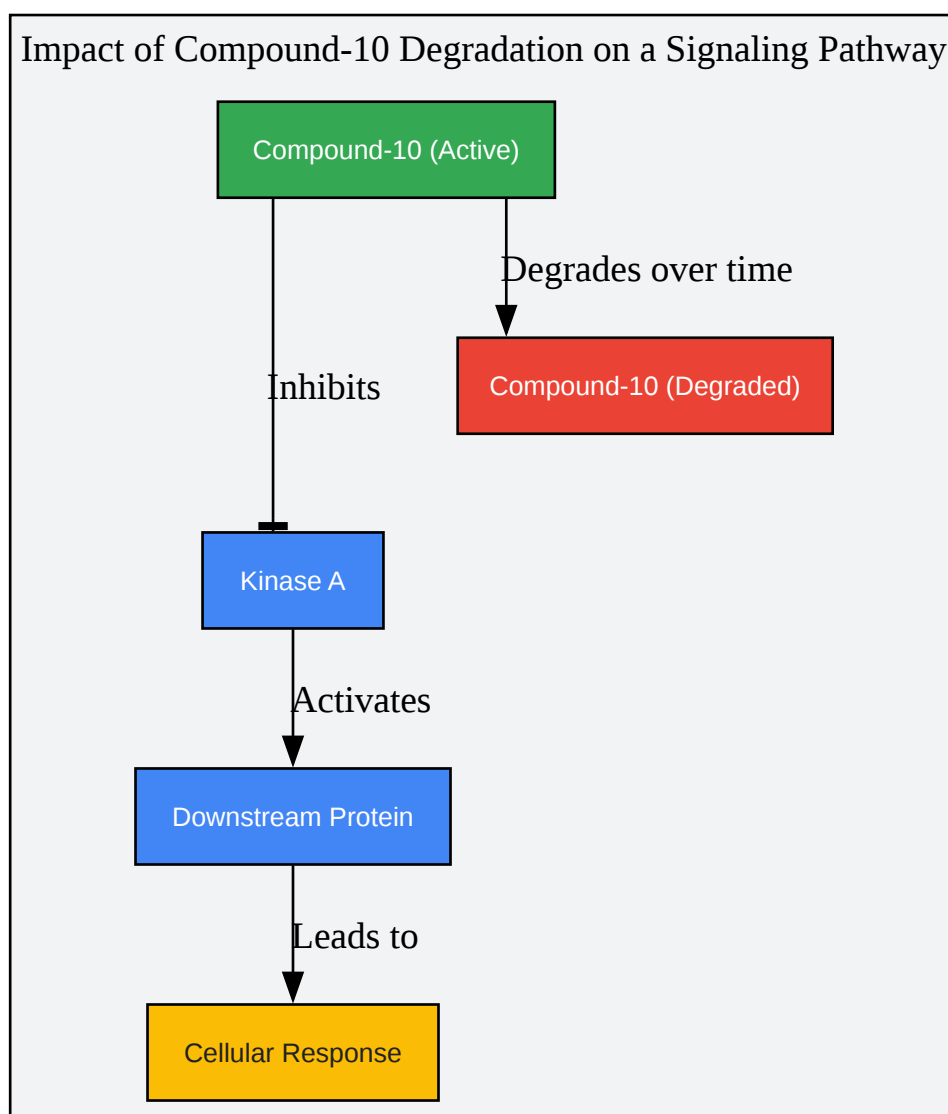 Impact of Compound-10 Degradation on a Signaling Pathway
Compound-10 (Active)
Degrades over time
Inhibits
Compound-10 (Degraded)
Kinase A
Activates
Downstream Protein
Leads to
Cellular Response